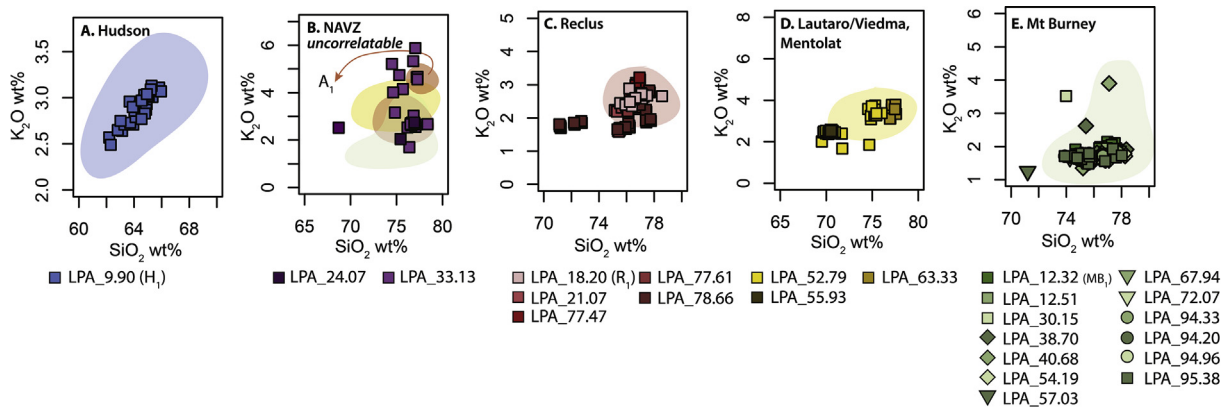 A. Hudson
K2O wt%
3.5
3.0
2.5
2.0
60 64 68
SiO2 wt%
LPA_9.90 (H1)
B. NAVZ
uncorrelatable
A1
K2O wt%
6
4
2
0
65 70 75 80
SiO2 wt%
LPA_24.07
LPA_33.13
C. Reclus
K2O wt%
5
4
3
2
1
0
70 74 78
SiO2 wt%
LPA_18.20 (R1)
LPA_21.07
LPA_77.47
LPA_77.61
LPA_78.66
D. Lautaro/Viedma,
Mentolat
K2O wt%
8
6
4
2
0
65 70 75 80
SiO2 wt%
LPA_52.79
LPA_55.93
LPA_63.33
E. Mt Burney
K2O wt%
6
5
4
3
2
1
70 74 78
SiO2 wt%
LPA_12.32 (MB1)
LPA_12.51
LPA_30.15
LPA_38.70
LPA_40.68
LPA_54.19
LPA_57.03
LPA_67.94
LPA_72.07
LPA_94.33
LPA_94.20
LPA_94.96
LPA_95.38